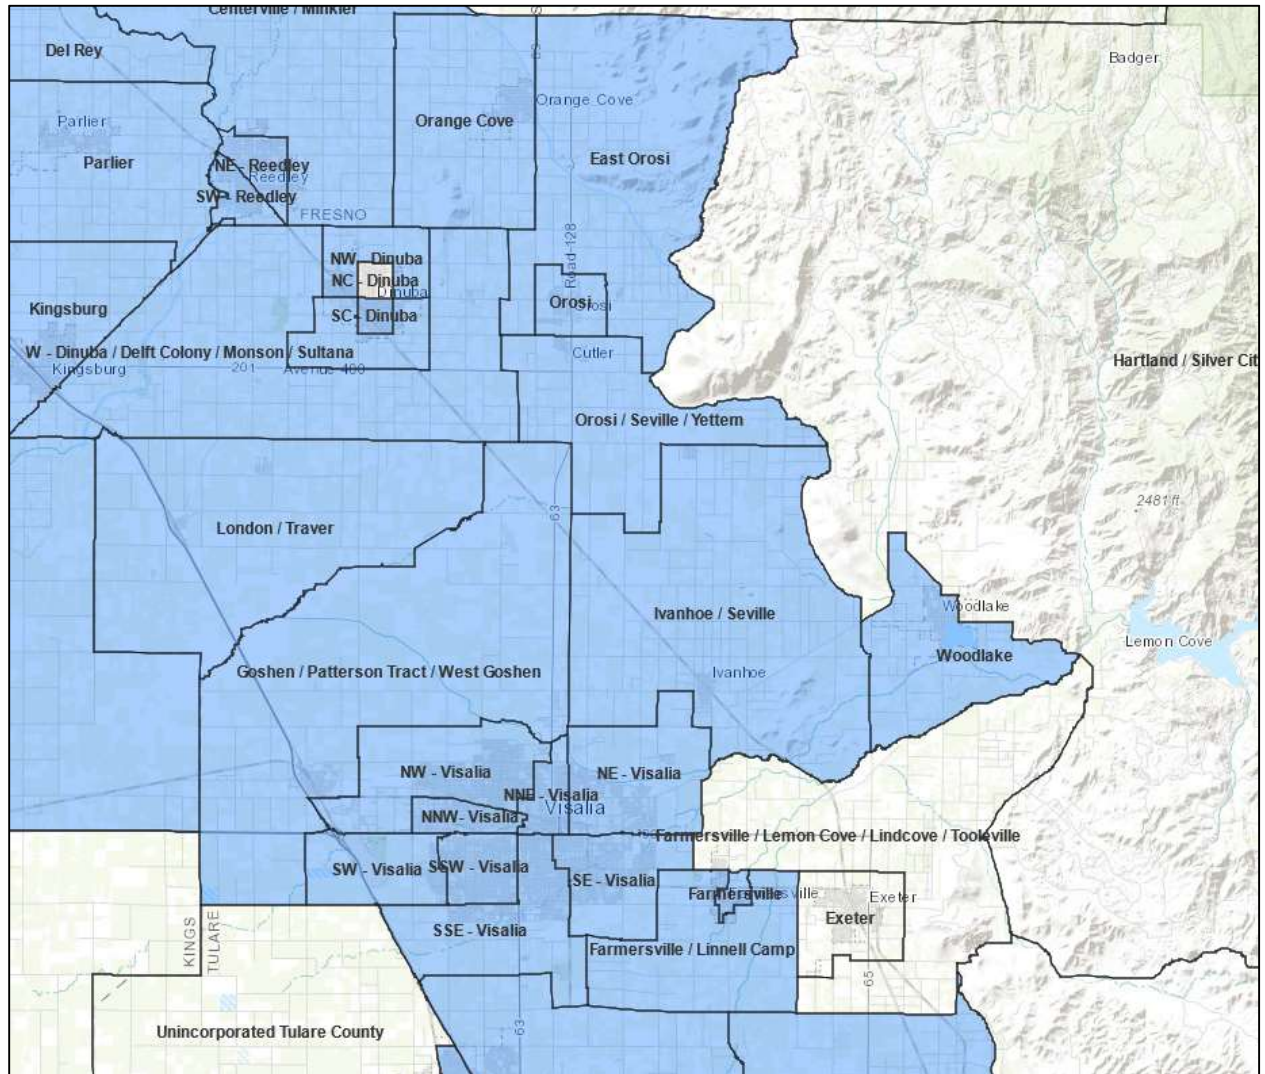 Centerville / Minkler
63
Del Rey
Badger
Orange Cove
Orange Cove
Parlier
Parlier
East Orosi
NE - Reedley
Reedley
SW - Reedley
FRESNO
Road 128
NW - Dinuba
NC - Dinuba
Dinuba
Kingsburg
Orosi
Orosi
SC - Dinuba
W - Dinuba / Delft Colony / Monson / Sultana
Cutler
Kingsburg
201
Avenue 400
Hartland / Silver Cit
Orosi / Seville / Yettem
2481 ft
63
London / Traver
Ivanhoe / Seville
Woodlake
Lemon Cove
Woodlake
Goshen / Patterson Tract / West Goshen
Ivanhoe
NW - Visalia
NE - Visalia
NNE - Visalia
Visalia
NNW - Visalia
Farmersville / Lemon Cove / Lindcove / Tooleville
SW - Visalia
SSW - Visalia
SE - Visalia
Farmersville
Farmersville
Exeter
Exeter
KINGS
TULARE
SSE - Visalia
Farmersville / Linnell Camp
65
Unincorporated Tulare County
63